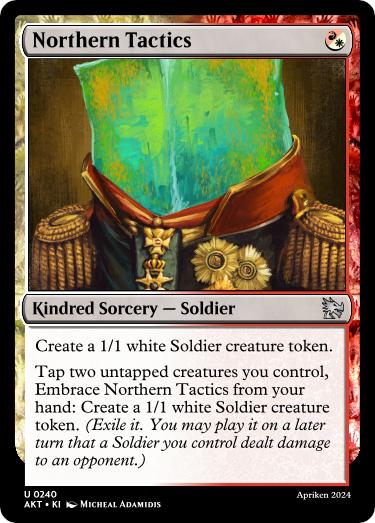 Northern Tactics
Kindred Sorcery — Soldier
Create a 1/1 white Soldier creature token.
Tap two untapped creatures you control,
Embrace Northern Tactics from your
hand: Create a 1/1 white Soldier creature
token. (Exile it. You may play it on a later
turn that a Soldier you control dealt damage
to an opponent.)
U 0240
Apriken 2024
AKT • KI Micheal Adamidis